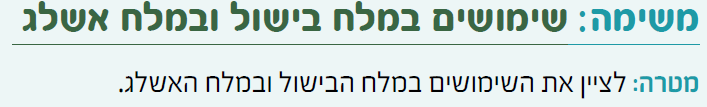 משימה: שימושים במלח בישול ובמלח אשלג
מטרה: לציין את השימושים במלח הבישול ובמלח האשלג.